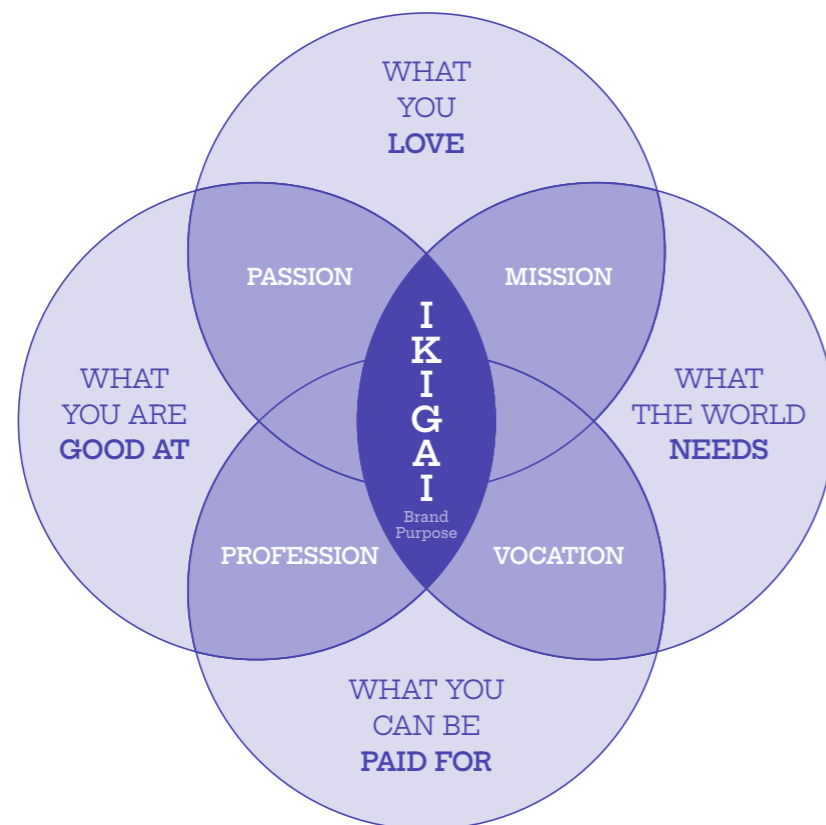 WHAT
YOU
LOVE
PASSION
MISSION
I
K
I
G
A
I
Brand
Purpose
WHAT
YOU ARE
GOOD AT
WHAT
THE WORLD
NEEDS
PROFESSION
VOCATION
WHAT YOU
CAN BE
PAID FOR